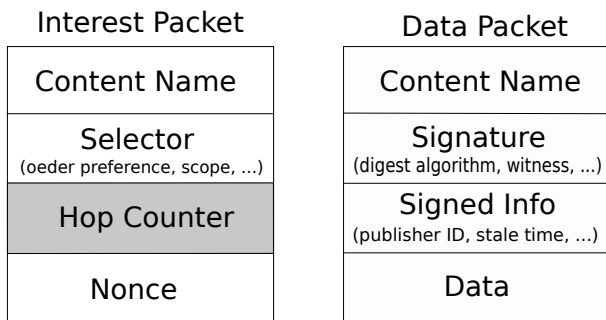 Interest Packet
Content Name
Selector
(oeder preference, scope, ...)
Hop Counter
Nonce
Data Packet
Content Name
Signature
(digest algorithm, witness, ...)
Signed Info
(publisher ID, stale time, ...)
Data